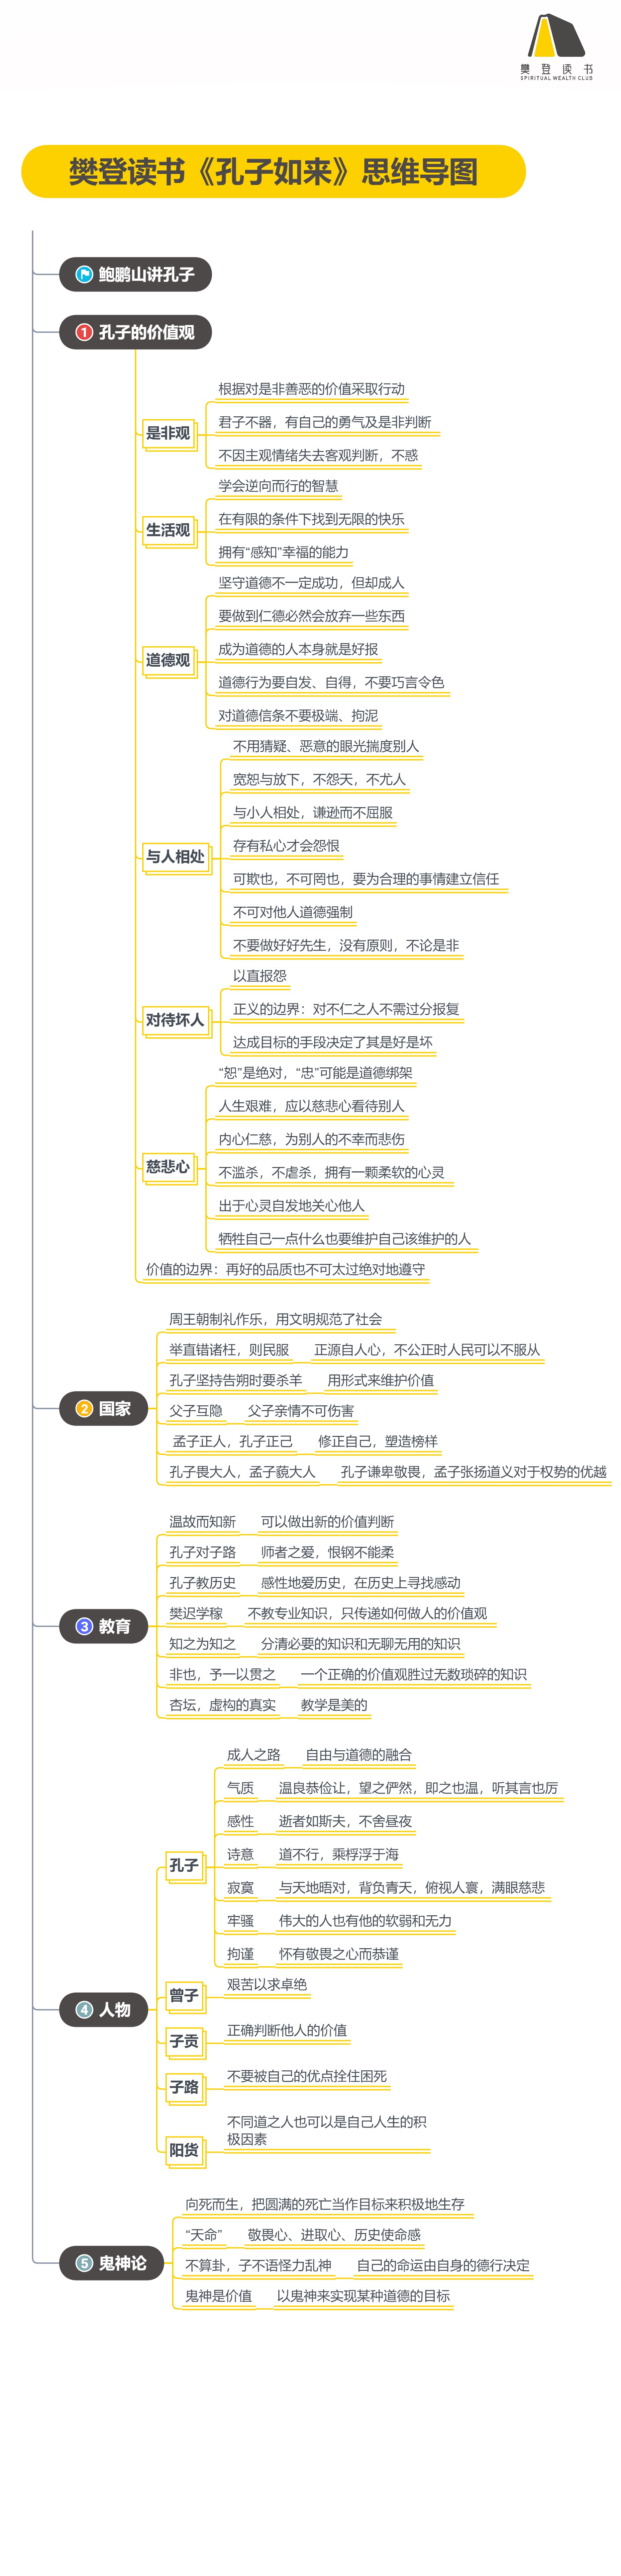 樊登读书
SPIRITUAL WEALTH CLUB
樊登读书《孔子如来》思维导图
鲍鹏山讲孔子
1 孔子的价值观
是非观
根据对是非善恶的价值采取行动
君子不器，有自己的勇气及是非判断
不因主观情绪失去客观判断，不惑
生活观
学会逆向而行的智慧
在有限的条件下找到无限的快乐
拥有“感知”幸福的能力
道德观
坚守道德不一定成功，但却成人
要做到仁德必然会放弃一些东西
成为道德的人本身就是好报
道德行为要自发、自得，不要巧言令色
对道德信条不要极端、拘泥
与人相处
不用猜疑、恶意的眼光揣度别人
宽恕与放下，不怨天，不尤人
与小人相处，谦逊而不屈服
存有私心才会怨恨
可欺也，不可罔也，要为合理的事情建立信任
不可对他人道德强制
不要做好好先生，没有原则，不论是非
对待坏人
以直报怨
正义的边界：对不仁之人不需过分报复
达成目标的手段决定了其是好是坏
慈悲心
“恕”是绝对，“忠”可能是道德绑架
人生艰难，应以慈悲心看待别人
内心仁慈，为别人的不幸而悲伤
不滥杀，不虐杀，拥有一颗柔软的心灵
出于心灵自发地关心他人
牺牲自己一点什么也要维护自己该维护的人
价值的边界：再好的品质也不可太过绝对地遵守
2 国家
周王朝制礼作乐，用文明规范了社会
举直错诸枉，则民服 正源自人心，不公正时人民可以不服从
孔子坚持告朔时要杀羊 用形式来维护价值
父子互隐 父子亲情不可伤害
孟子正人，孔子正己 修正自己，塑造榜样
孔子畏大人，孟子藐大人 孔子谦卑敬畏，孟子张扬道义对于权势的优越
3 教育
温故而知新 可以做出新的价值判断
孔子对子路 师者之爱，恨钢不能柔
孔子教历史 感性地爱历史，在历史上寻找感动
樊迟学稼 不教专业知识，只传递如何做人的价值观
知之为知之 分清必要的知识和无聊无用的知识
非也，予一以贯之 一个正确的价值观胜过无数琐碎的知识
杏坛，虚构的真实 教学是美的
4 人物
孔子
成人之路 自由与道德的融合
气质 温良恭俭让，望之俨然，即之也温，听其言也厉
感性 逝者如斯夫，不舍昼夜
诗意 道不行，乘桴浮于海
寂寞 与天地晤对，背负青天，俯视人寰，满眼慈悲
牢骚 伟大的人也有他的软弱和无力
拘谨 怀有敬畏之心而恭谨
曾子 艰苦以求卓绝
子贡 正确判断他人的价值
子路 不要被自己的优点拴住困死
阳货 不同道之人也可以是自己人生的积
极因素
5 鬼神论
向死而生，把圆满的死亡当作目标来积极地生存
“天命” 敬畏心、进取心、历史使命感
不算卦，子不语怪力乱神 自己的命运由自身的德行决定
鬼神是价值 以鬼神来实现某种道德的目标